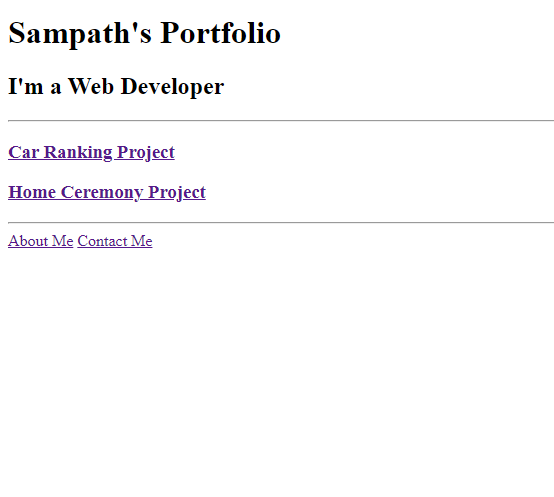 Sampath's Portfolio
I'm a Web Developer
Car Ranking Project
Home Ceremony Project
About Me Contact Me